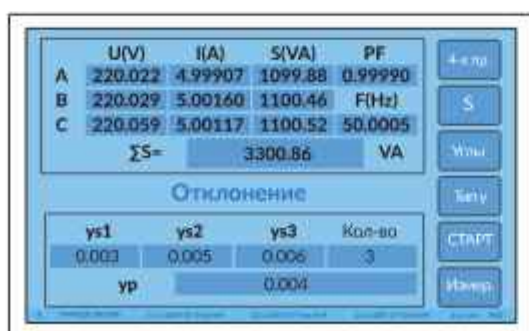 U(V) I(A) S(VA) PF
A 220.022 4.99907 1099.88 0.99990
B 220.029 5.00160 1100.46 F(Hz)
C 220.059 5.00117 1100.52 50.0005
∑S= 3300.86 VA
Отклонение
ys1 ys2 ys3 Кол-во
0.003 0.005 0.006 3
yp 0.004
S
Углы
СТАРТ
Измер.